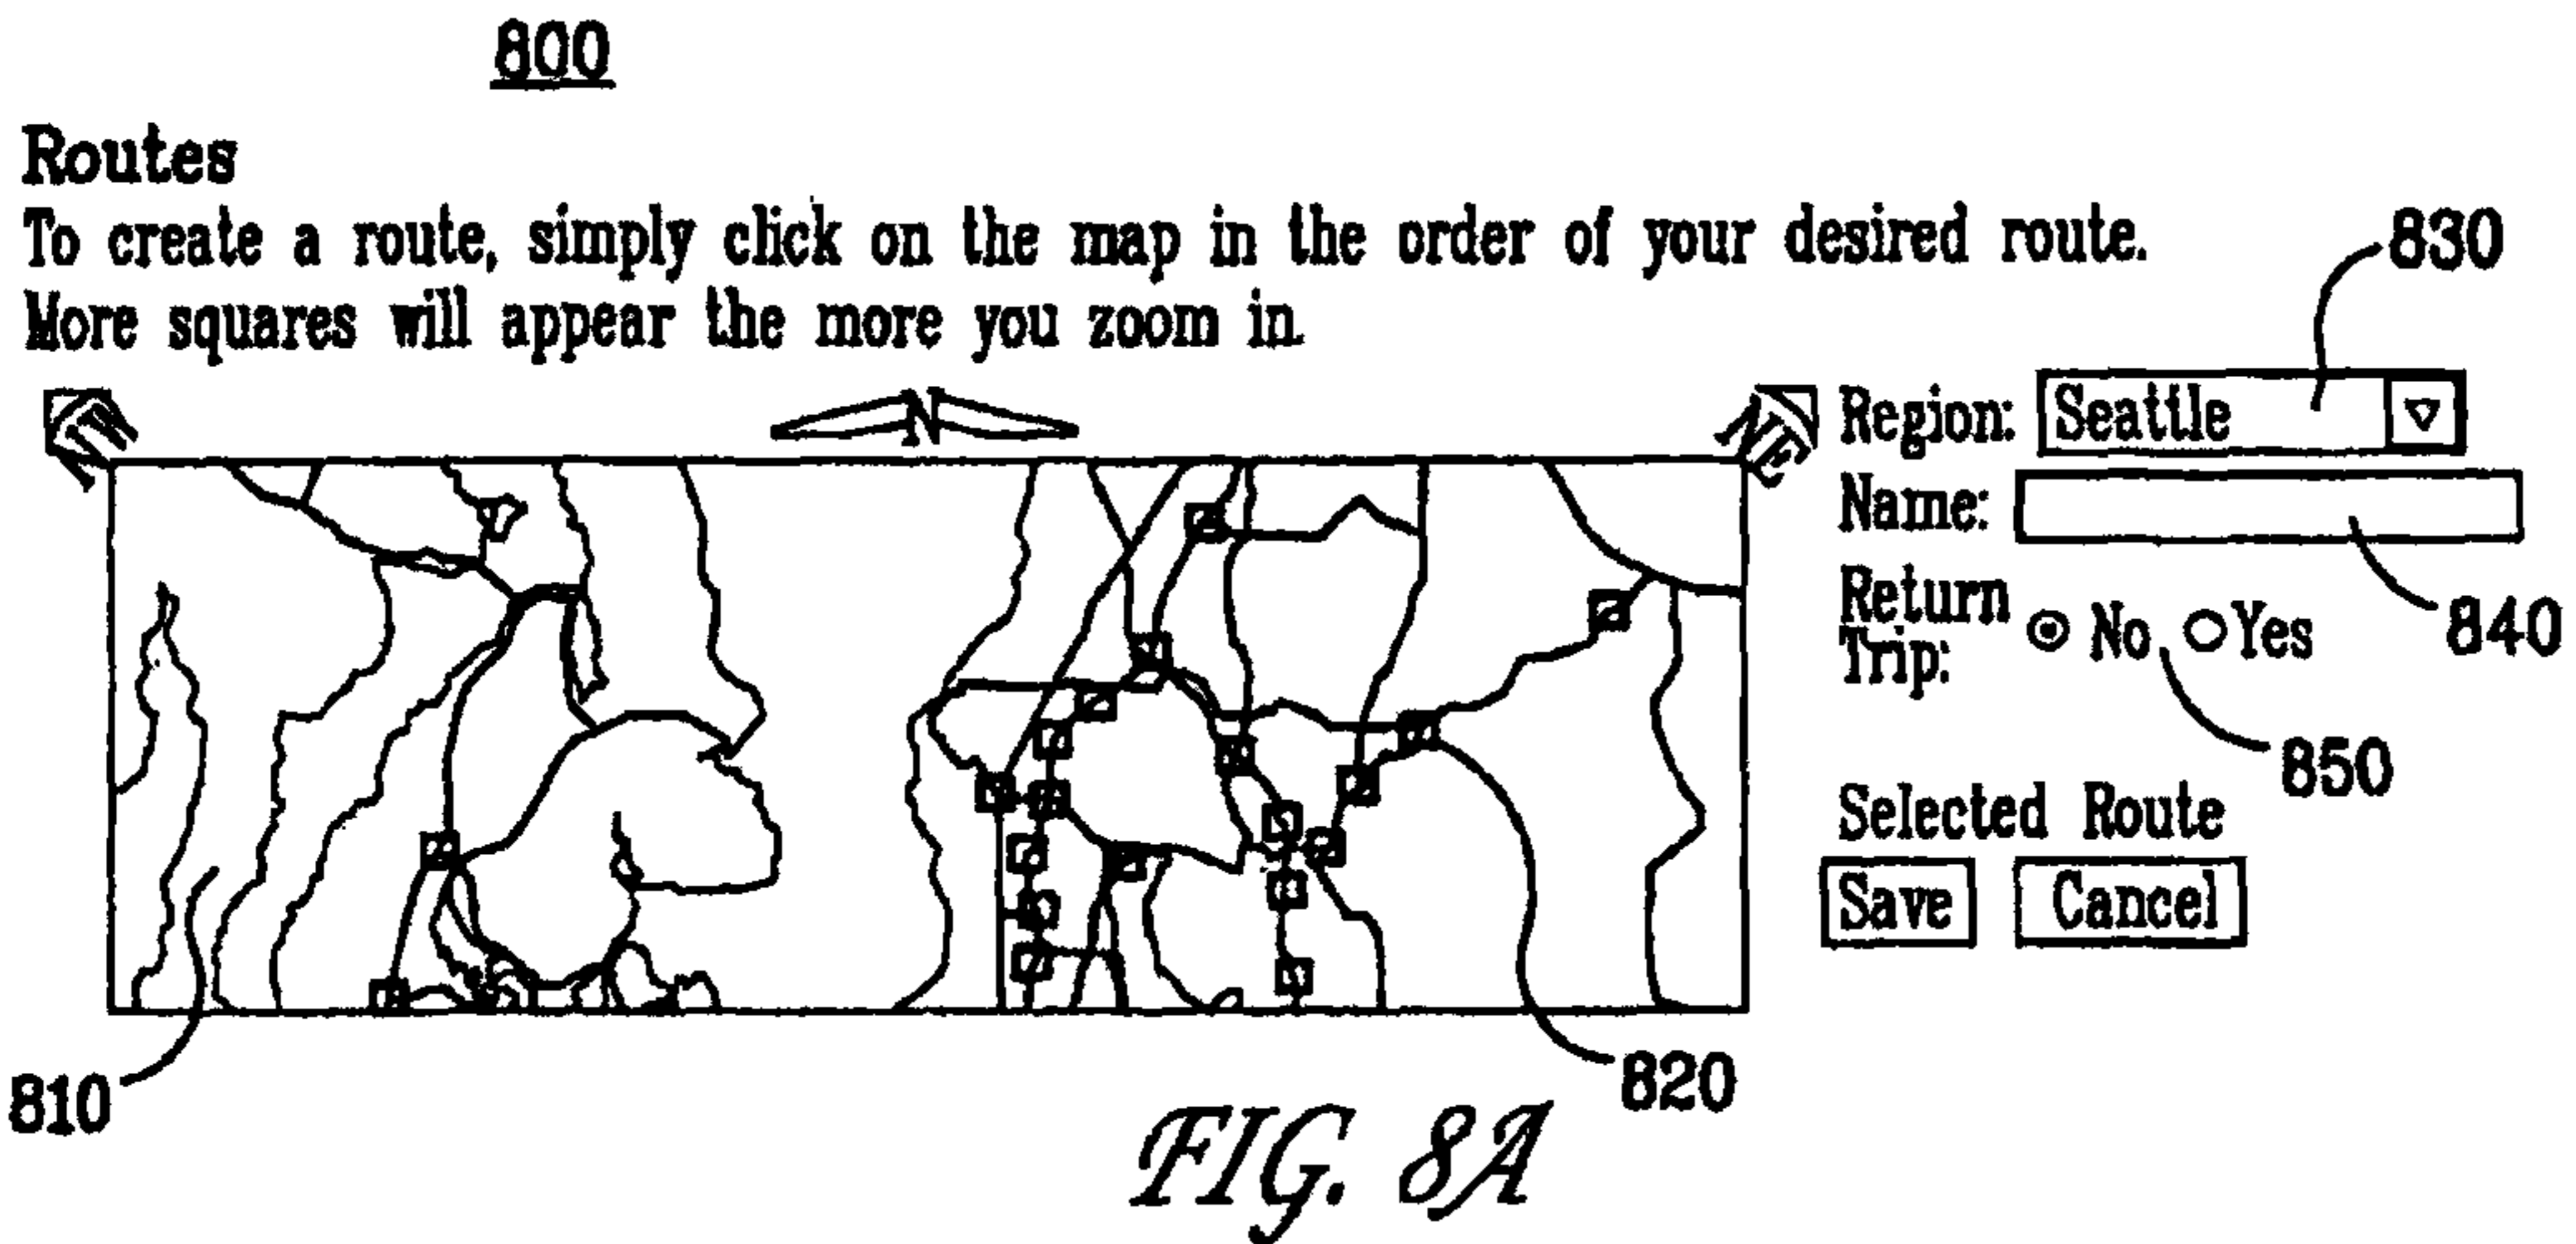 800
Routes
To create a route, simply click on the map in the order of your desired route.
More squares will appear the more you zoom in.
NW
N
NE
Region: Seattle
Name:
Return Trip: No Yes
Selected Route
Save Cancel
810
820
830
840
850
FIG. 8A